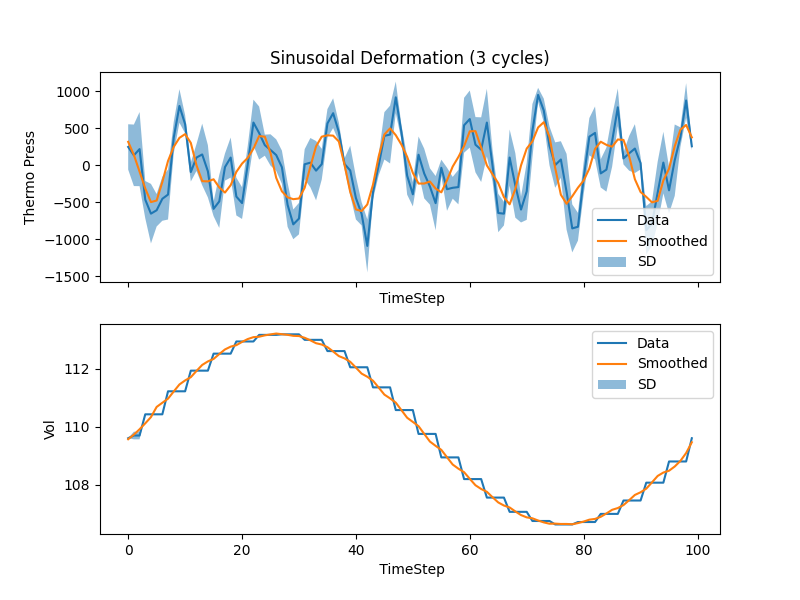 Sinusoidal Deformation (3 cycles)
1000
500
0
−500
−1000
−1500
Thermo Press
Data
Smoothed
SD
TimeStep
112
110
108
Vol
Data
Smoothed
SD
0 20 40 60 80 100
TimeStep